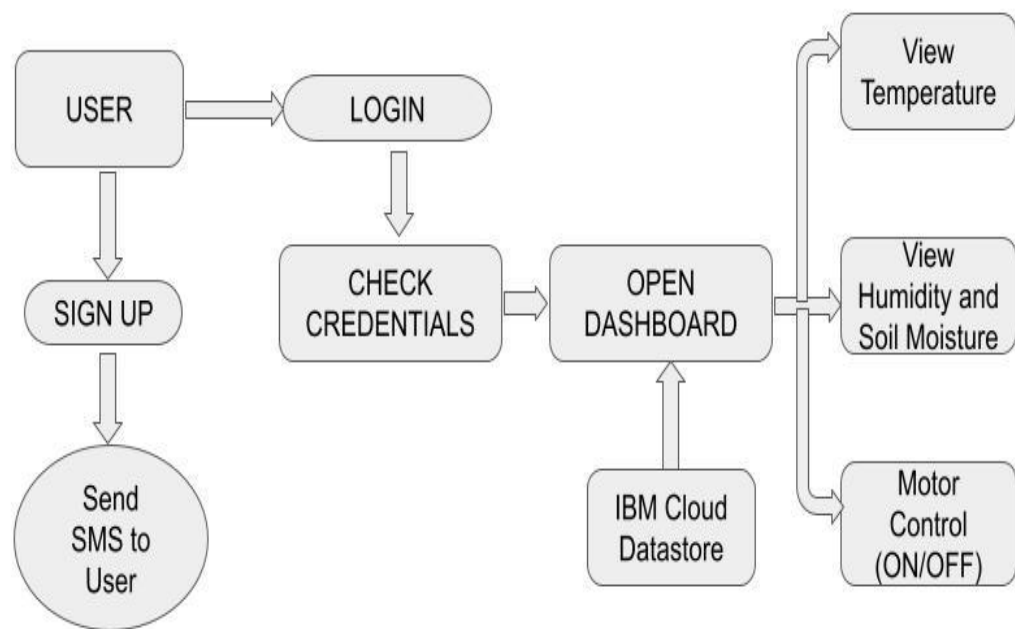 USER
LOGIN
View
Temperature
SIGN UP
CHECK
CREDENTIALS
OPEN
DASHBOARD
View
Humidity and
Soil Moisture
Send
SMS to
User
IBM Cloud
Datastore
Motor
Control
(ON/OFF)